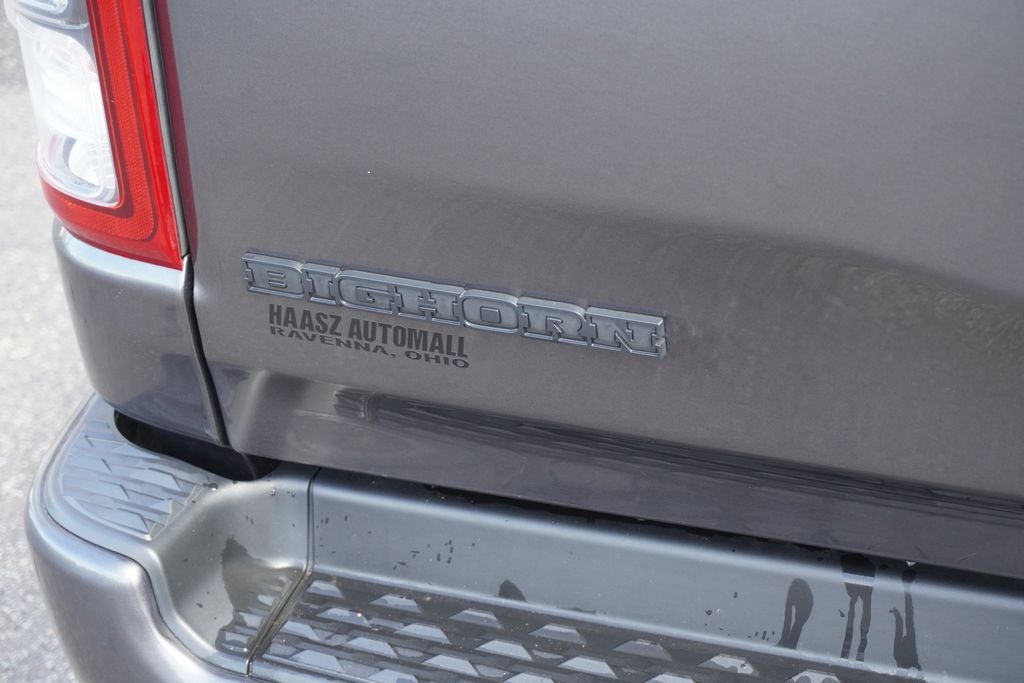 BIGHORN
HAASZ AUTOMALL
RAVENNA, OHIO